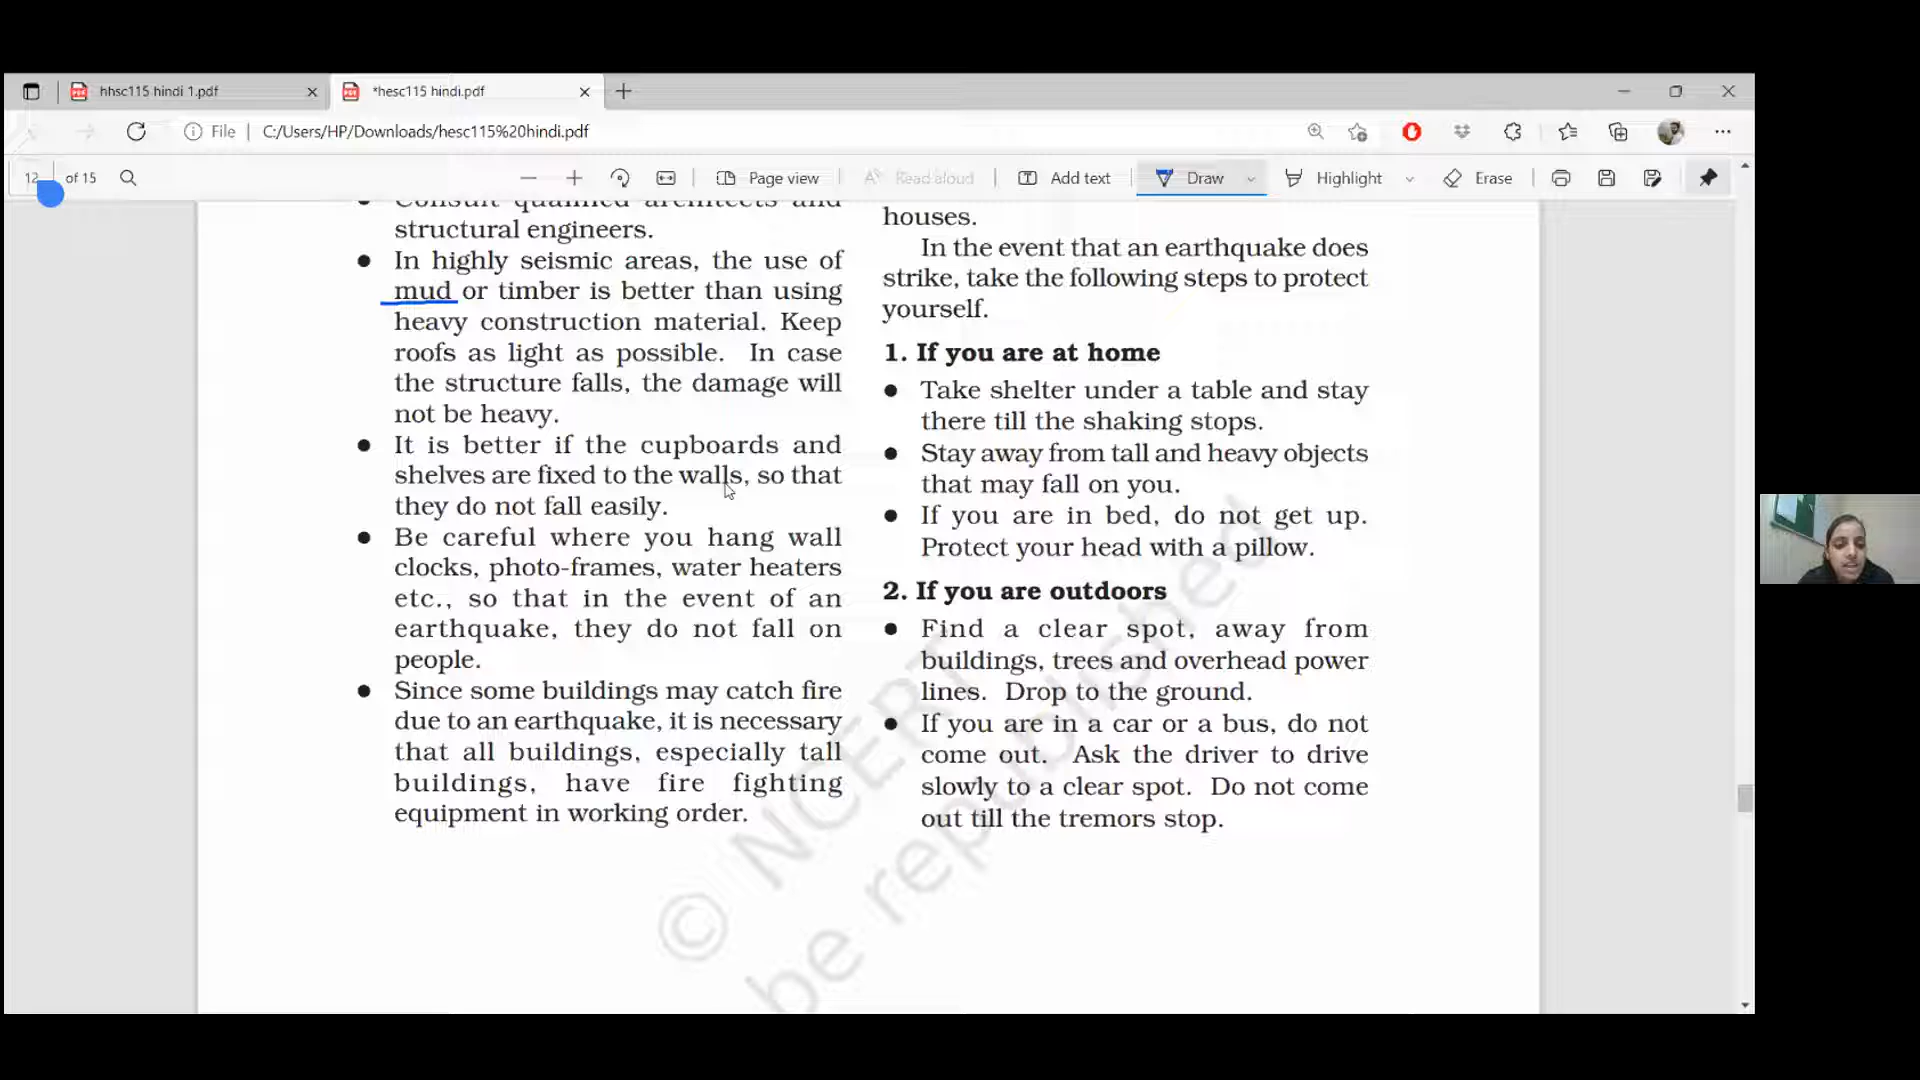 hhsc115 hindi 1.pdf
*hesc115 hindi.pdf
File
C:/Users/HP/Downloads/hesc115%20hindi.pdf
12 of 15
Page view
Read aloud
Add text
Draw
Highlight
Erase
Consult qualified architects and
structural engineers.
In highly seismic areas, the use of
mud or timber is better than using
heavy construction material. Keep
roofs as light as possible. In case
the structure falls, the damage will
not be heavy.
It is better if the cupboards and
shelves are fixed to the walls, so that
they do not fall easily.
Be careful where you hang wall
clocks, photo-frames, water heaters
etc., so that in the event of an
earthquake, they do not fall on
people.
Since some buildings may catch fire
due to an earthquake, it is necessary
that all buildings, especially tall
buildings, have fire fighting
equipment in working order.
houses.
In the event that an earthquake does
strike, take the following steps to protect
yourself.
1. If you are at home
Take shelter under a table and stay
there till the shaking stops.
Stay away from tall and heavy objects
that may fall on you.
If you are in bed, do not get up.
Protect your head with a pillow.
2. If you are outdoors
Find a clear spot, away from
buildings, trees and overhead power
lines. Drop to the ground.
If you are in a car or a bus, do not
come out. Ask the driver to drive
slowly to a clear spot. Do not come
out till the tremors stop.
© NCERT
be republished